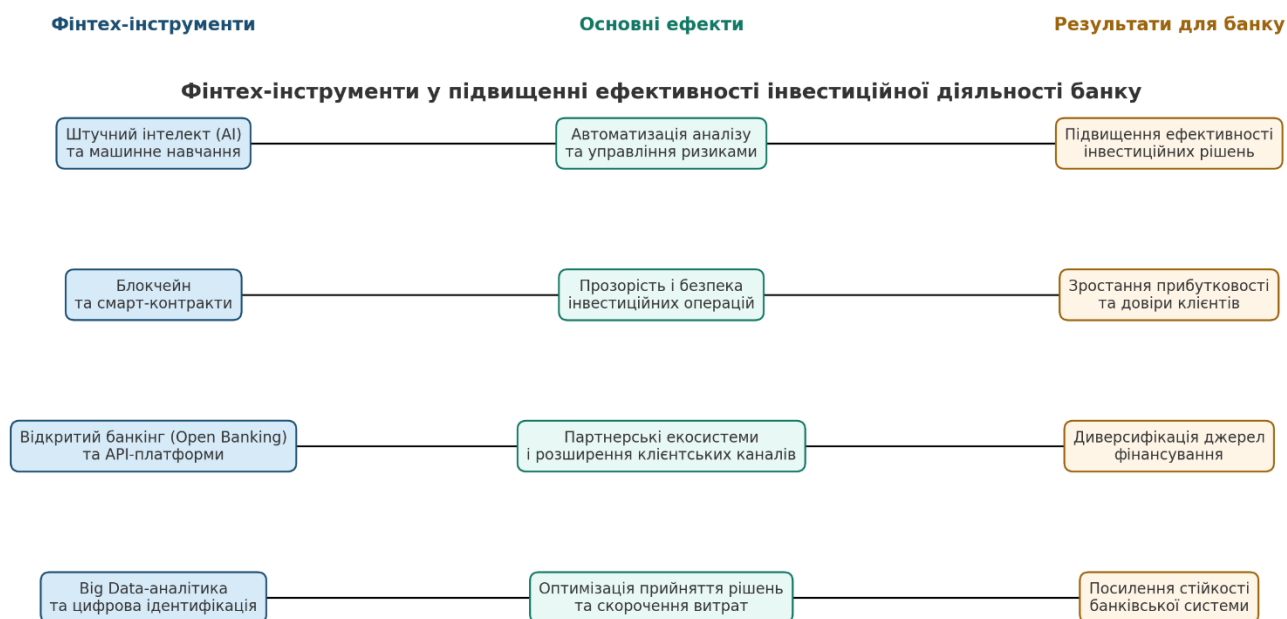 Фінтех-інструменти
Основні ефекти
Результати для банку
Фінтех-інструменти у підвищенні ефективності інвестиційної діяльності банку
Штучний інтелект (AI)
та машинне навчання
Автоматизація аналізу
та управління ризиками
Підвищення ефективності
інвестиційних рішень
Блокчейн
та смарт-контракти
Прозорість і безпека
інвестиційних операцій
Зростання прибутковості
та довіри клієнтів
Відкритий банкінг (Open Banking)
та API-платформи
Партнерські екосистеми
і розширення клієнтських каналів
Диверсифікація джерел
фінансування
Big Data-аналітика
та цифрова ідентифікація
Оптимізація прийняття рішень
та скорочення витрат
Посилення стійкості
банківської системи